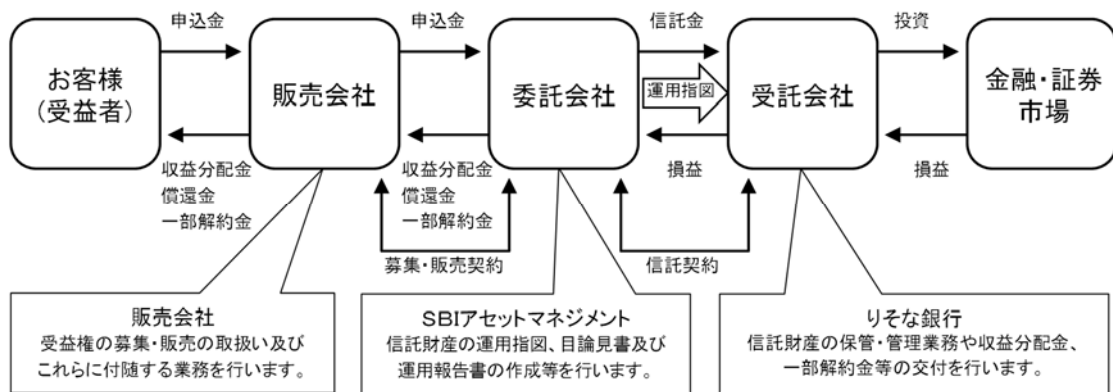 申込金
申込金
信託金
投資
お客様
(受益者)
販売会社
委託会社
運用指図
受託会社
金融・証券
市場
収益分配金
償還金
一部解約金
収益分配金
償還金
一部解約金
損益
損益
募集・販売契約
信託契約
販売会社
受益権の募集・販売の取扱い及び
これらに付随する業務を行います。
SBIアセットマネジメント
信託財産の運用指図、目論見書及び
運用報告書の作成等を行います。
りそな銀行
信託財産の保管・管理業務や収益分配金、
一部解約金等の交付を行います。